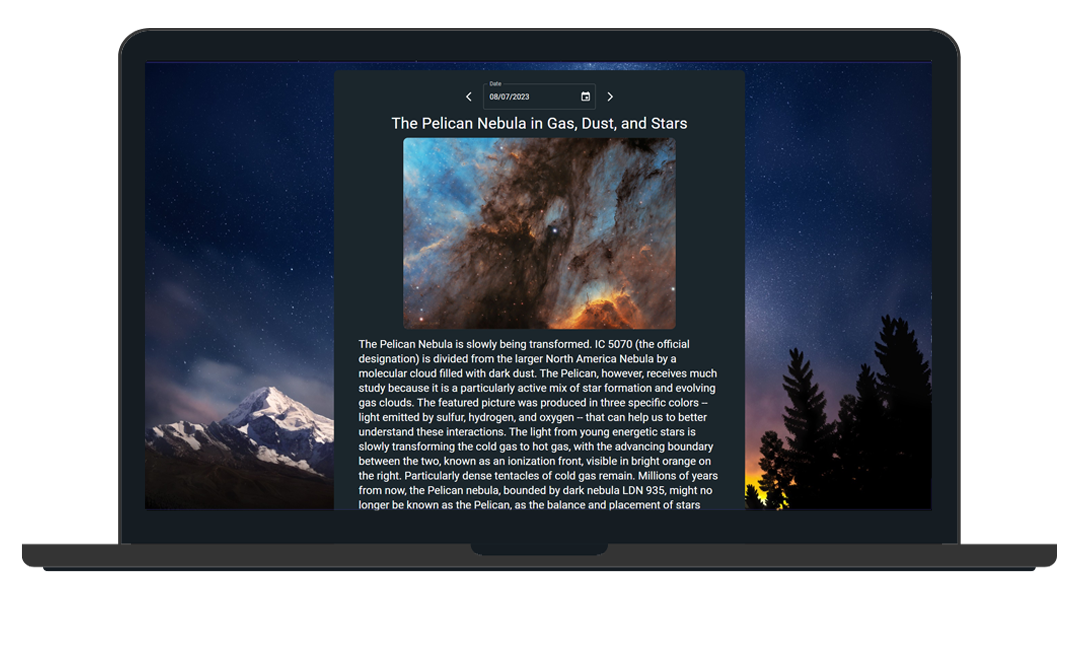 Date
08/07/2023
The Pelican Nebula in Gas, Dust, and Stars
The Pelican Nebula is slowly being transformed. IC 5070 (the official
designation) is divided from the larger North America Nebula by a
molecular cloud filled with dark dust. The Pelican, however, receives much
study because it is a particularly active mix of star formation and evolving
gas clouds. The featured picture was produced in three specific colors --
light emitted by sulfur, hydrogen, and oxygen -- that can help us to better
understand these interactions. The light from young energetic stars is
slowly transforming the cold gas to hot gas, with the advancing boundary
between the two, known as an ionization front, visible in bright orange on
the right. Particularly dense tentacles of cold gas remain. Millions of years
from now, the Pelican nebula, bounded by dark nebula LDN 935, might no
longer be known as the Pelican, as the balance and placement of stars